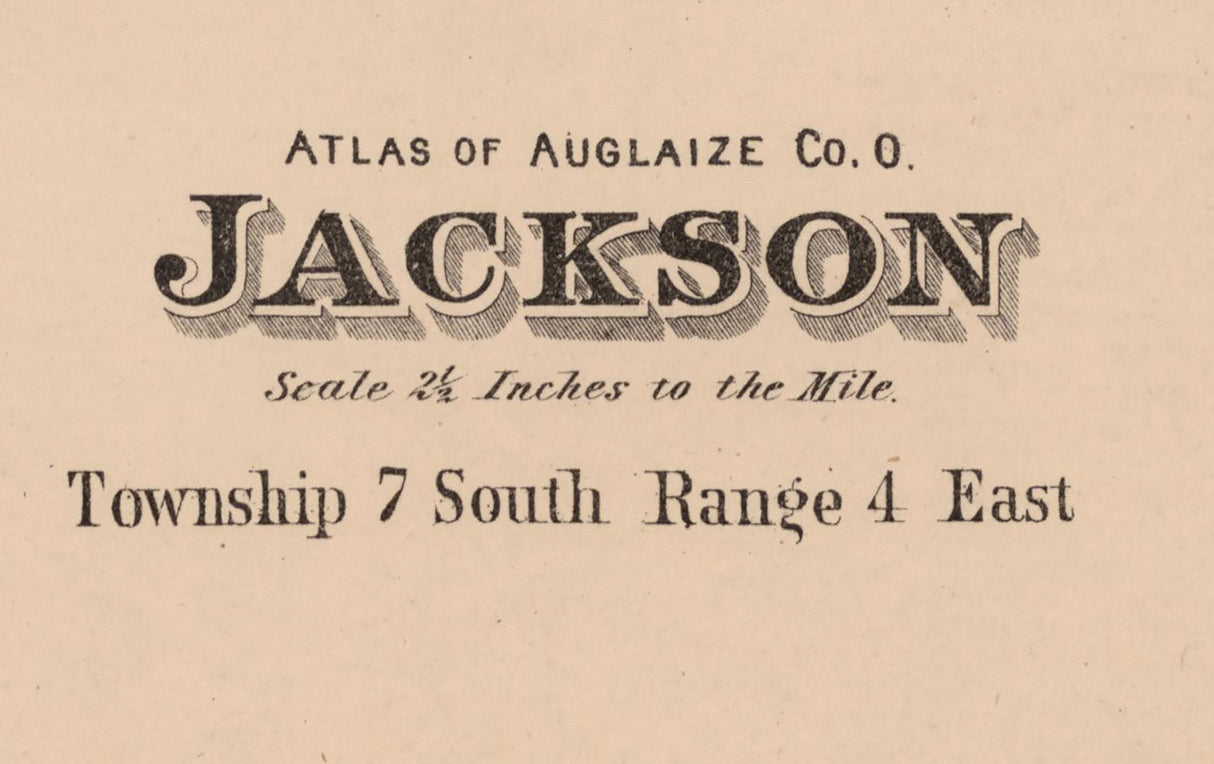 ATLAS OF AUGLAIZE CO. O.
JACKSON
Scale 2½ Inches to the Mile.
Township 7 South Range 4 East